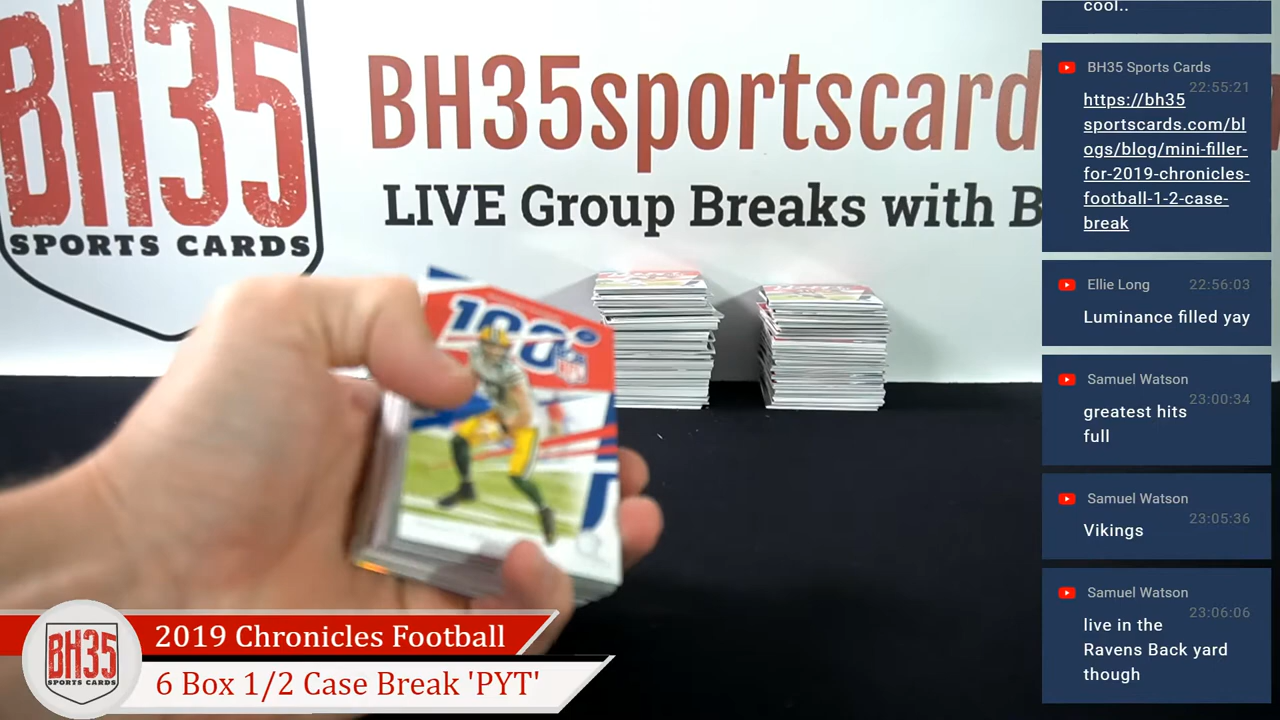 BH35
SPORTS CARDS
BH35sportscard
LIVE Group Breaks with B
100
cool..
BH35 Sports Cards
22:55:21
https://bh35
sportscards.com/bl
ogs/blog/mini-filler-
for-2019-chronicles-
football-1-2-case-
break
Ellie Long 22:56:03
Luminance filled yay
Samuel Watson
23:00:34
greatest hits
full
Samuel Watson
23:05:36
Vikings
Samuel Watson
23:06:06
live in the
Ravens Back yard
though
BH35
SPORTS CARDS
2019 Chronicles Football
6 Box 1/2 Case Break 'PYT'